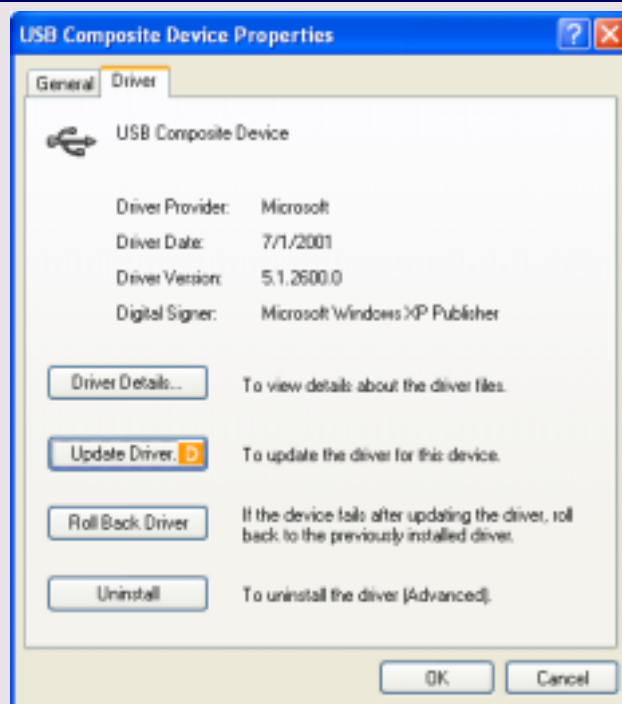 USB Composite Device Properties
General Driver
USB Composite Device
Driver Provider: Microsoft
Driver Date: 7/1/2001
Driver Version: 5.1.2600.0
Digital Signer: Microsoft Windows XP Publisher
Driver Details... To view details about the driver files.
Update Driver. D To update the driver for this device.
Roll Back Driver If the device fails after updating the driver, roll
back to the previously installed driver.
Uninstall To uninstall the driver (Advanced).
OK Cancel